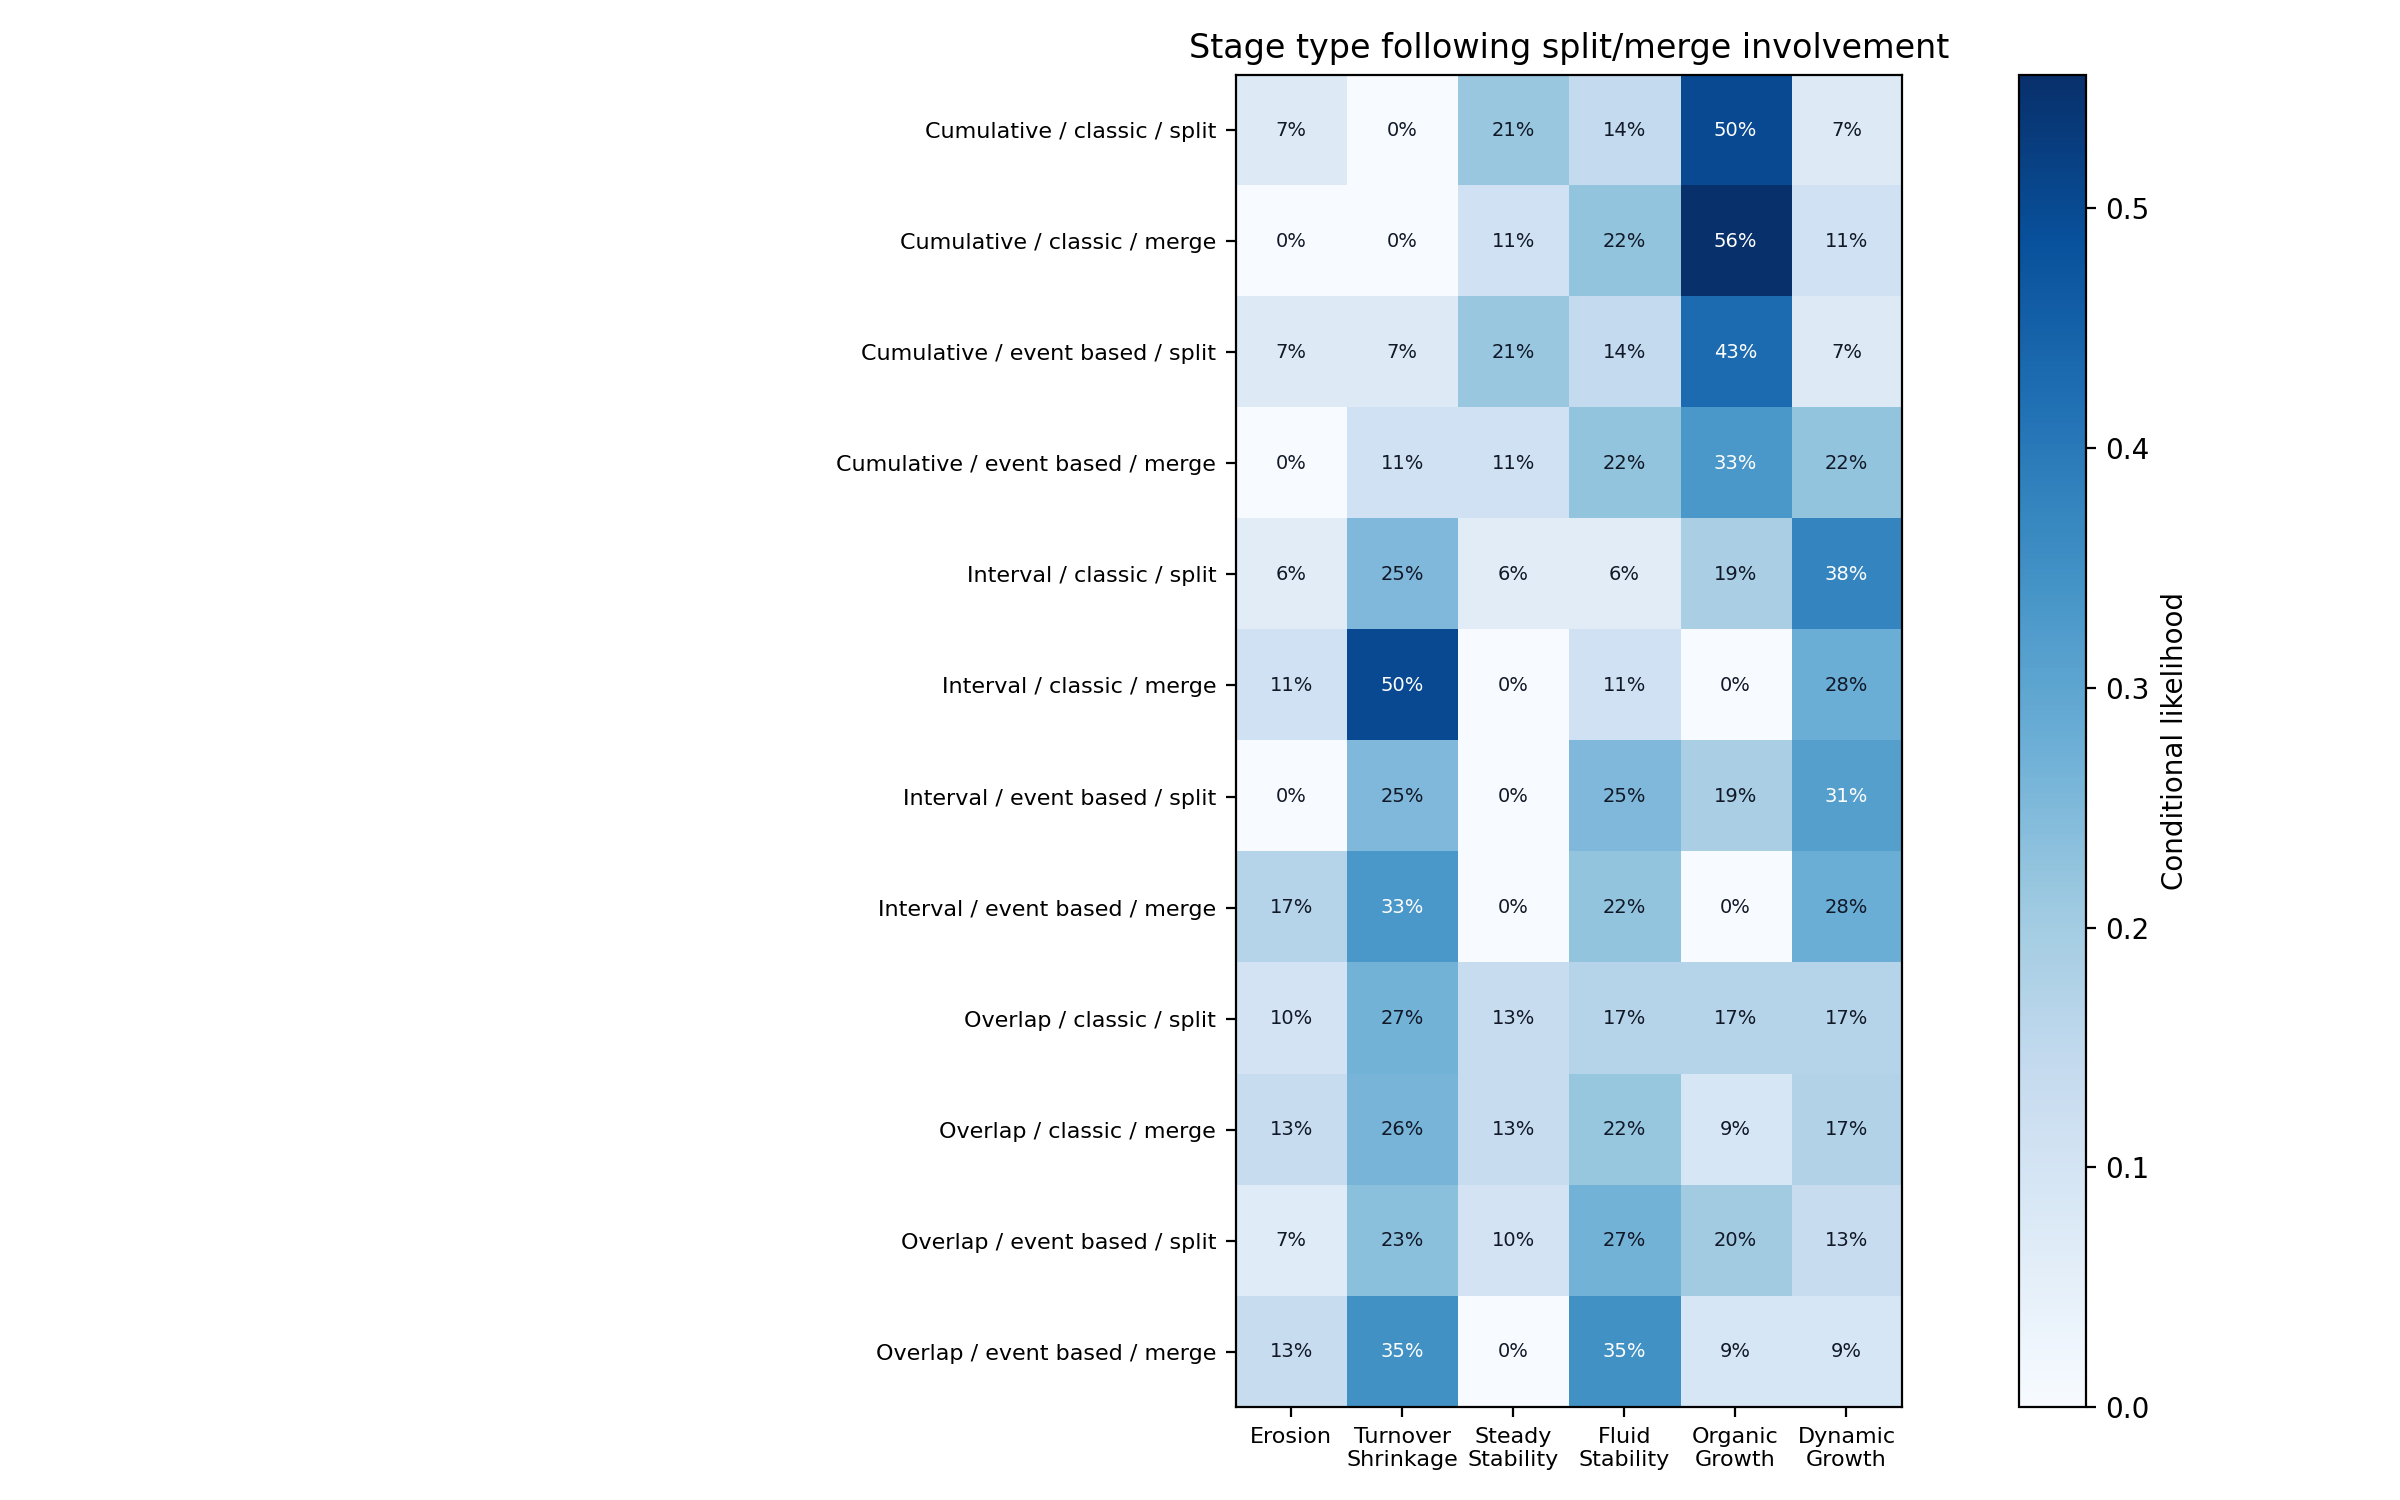 Stage type following split/merge involvement
Cumulative / classic / split 7% 0% 21% 14% 50% 7%
Cumulative / classic / merge 0% 0% 11% 22% 56% 11%
Cumulative / event based / split 7% 7% 21% 14% 43% 7%
Cumulative / event based / merge 0% 11% 11% 22% 33% 22%
Interval / classic / split 6% 25% 6% 6% 19% 38%
Interval / classic / merge 11% 50% 0% 11% 0% 28%
Interval / event based / split 0% 25% 0% 25% 19% 31%
Interval / event based / merge 17% 33% 0% 22% 0% 28%
Overlap / classic / split 10% 27% 13% 17% 17% 17%
Overlap / classic / merge 13% 26% 13% 22% 9% 17%
Overlap / event based / split 7% 23% 10% 27% 20% 13%
Overlap / event based / merge 13% 35% 0% 35% 9% 9%
Erosion Turnover Steady Fluid Organic Dynamic
Shrinkage Stability Stability Growth Growth
0.5
0.4
0.3
0.2
0.1
0.0
Conditional likelihood